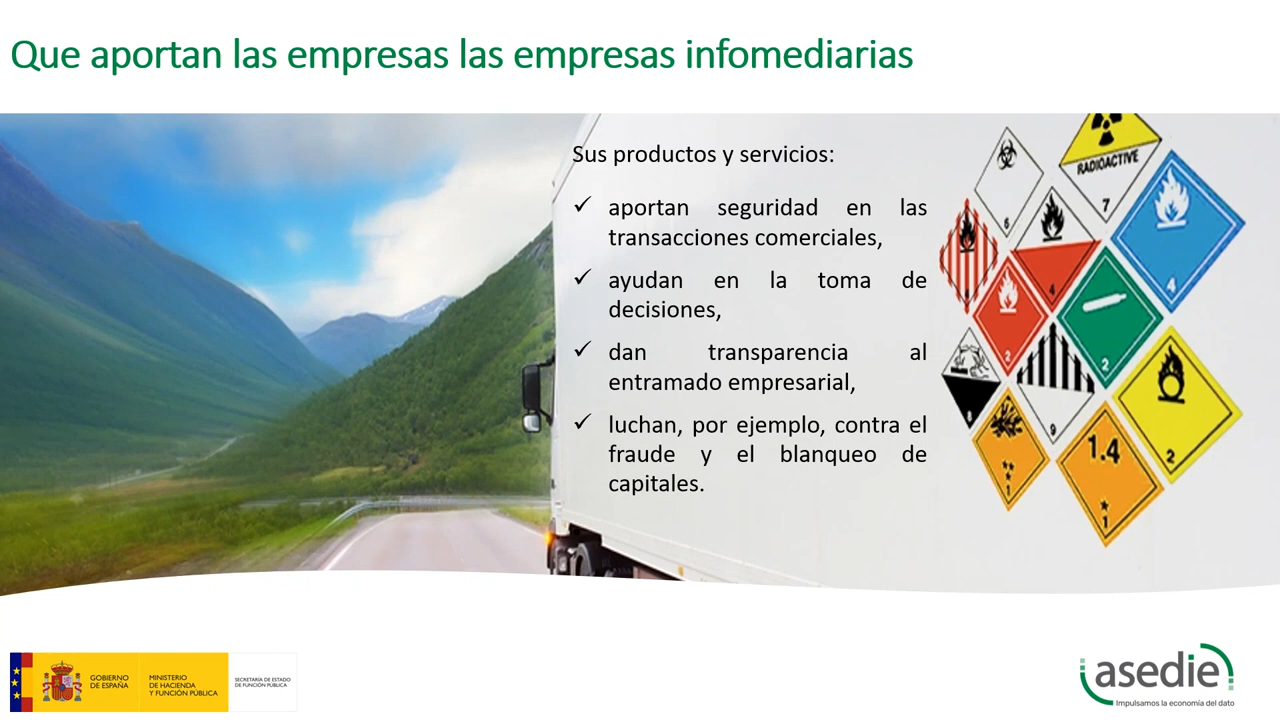 Que aportan las empresas las empresas infomediarias
Sus productos y servicios:
✓ aportan seguridad en las
transacciones comerciales,
✓ ayudan en la toma de
decisiones,
✓ dan transparencia al
entramado empresarial,
✓ luchan, por ejemplo, contra el
fraude y el blanqueo de
capitales.
6
RADIOACTIVE
7
4
4
2
2
8
9
2
1
1.4
1
GOBIERNO
DE ESPAÑA
MINISTERIO
DE HACIENDA
Y FUNCIÓN PÚBLICA
SECRETARÍA DE ESTADO
DE FUNCIÓN PÚBLICA
asedie
Impulsamos la economía del dato